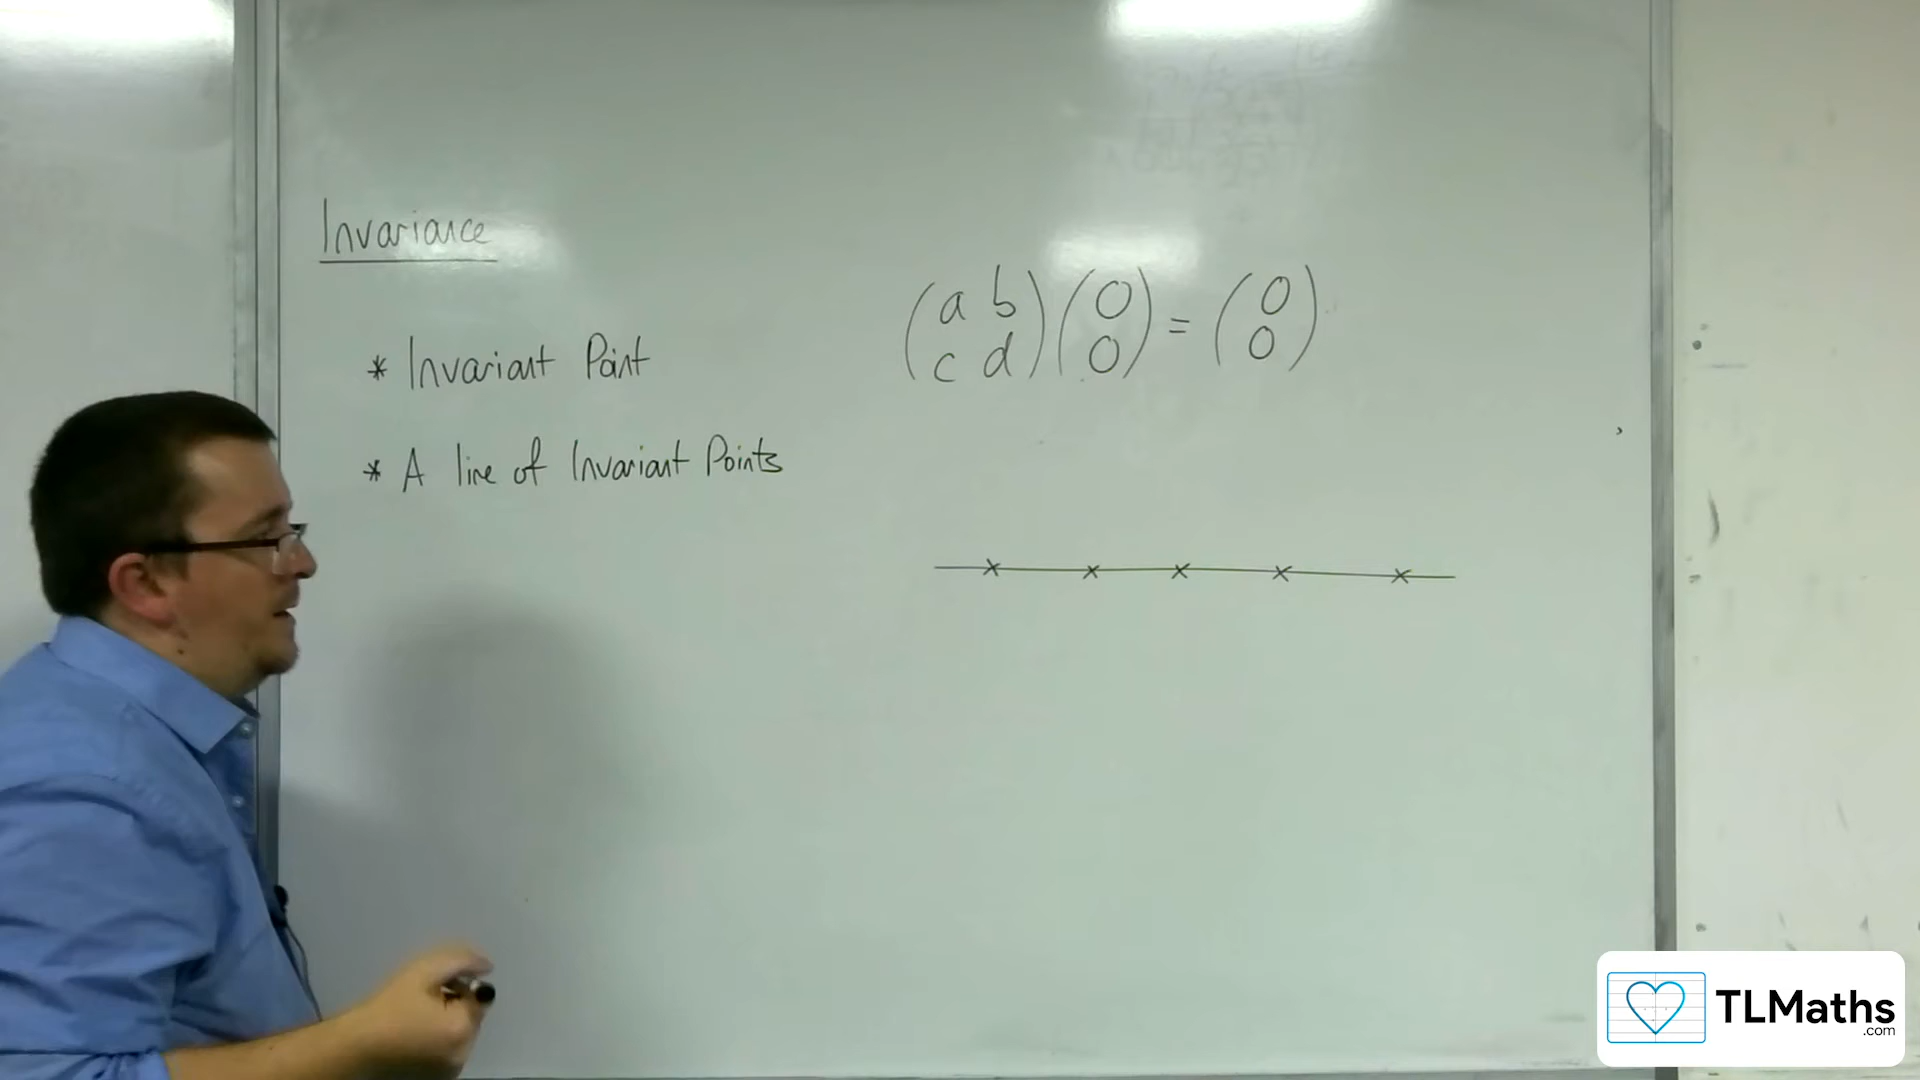 Invariance
* Invariant Point
* A line of Invariant Points
(a b) (0) = (0)
(c d) (0) (0)
TLMaths
.com